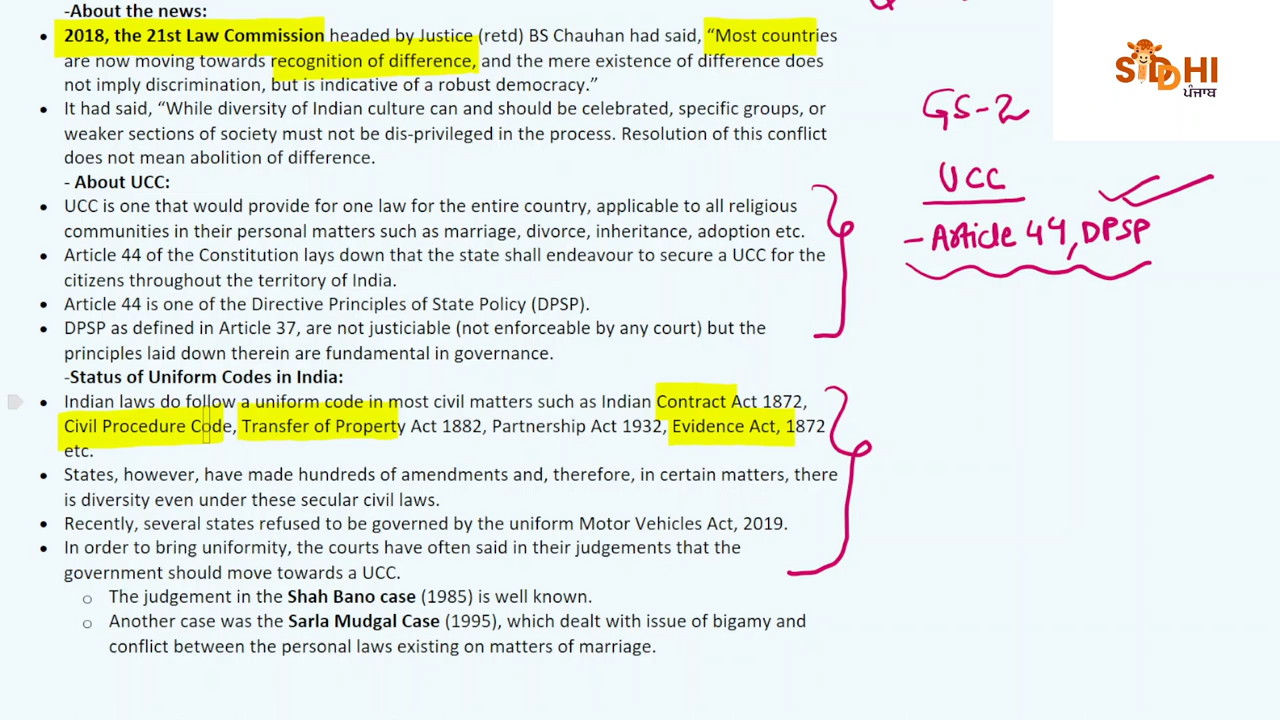 -About the news:
• 2018, the 21st Law Commission headed by Justice (retd) BS Chauhan had said, “Most countries
are now moving towards recognition of difference, and the mere existence of difference does
not imply discrimination, but is indicative of a robust democracy.”
• It had said, “While diversity of Indian culture can and should be celebrated, specific groups, or
weaker sections of society must not be dis-privileged in the process. Resolution of this conflict
does not mean abolition of difference.
- About UCC:
• UCC is one that would provide for one law for the entire country, applicable to all religious
communities in their personal matters such as marriage, divorce, inheritance, adoption etc.
• Article 44 of the Constitution lays down that the state shall endeavour to secure a UCC for the
citizens throughout the territory of India.
• Article 44 is one of the Directive Principles of State Policy (DPSP).
• DPSP as defined in Article 37, are not justiciable (not enforceable by any court) but the
principles laid down therein are fundamental in governance.
-Status of Uniform Codes in India:
• Indian laws do follow a uniform code in most civil matters such as Indian Contract Act 1872,
Civil Procedure Code, Transfer of Property Act 1882, Partnership Act 1932, Evidence Act, 1872
etc.
• States, however, have made hundreds of amendments and, therefore, in certain matters, there
is diversity even under these secular civil laws.
• Recently, several states refused to be governed by the uniform Motor Vehicles Act, 2019.
• In order to bring uniformity, the courts have often said in their judgements that the
government should move towards a UCC.
o The judgement in the Shah Bano case (1985) is well known.
o Another case was the Sarla Mudgal Case (1995), which dealt with issue of bigamy and
conflict between the personal laws existing on matters of marriage.
SIDDHI
ਪੰਜਾਬ
GS-2
UCC
- Article 44, DPSP